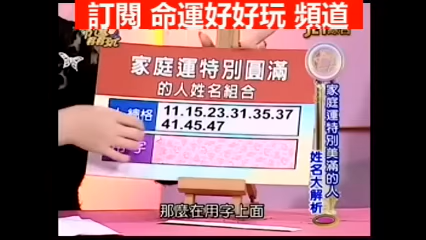 訂閱 命運好好玩 頻道
家庭運特別圓滿
的人姓名組合
總格
11.15.23.31.35.37
41.45.47
字
家庭運特別美滿的人
姓名大解析
那麼在用字上面